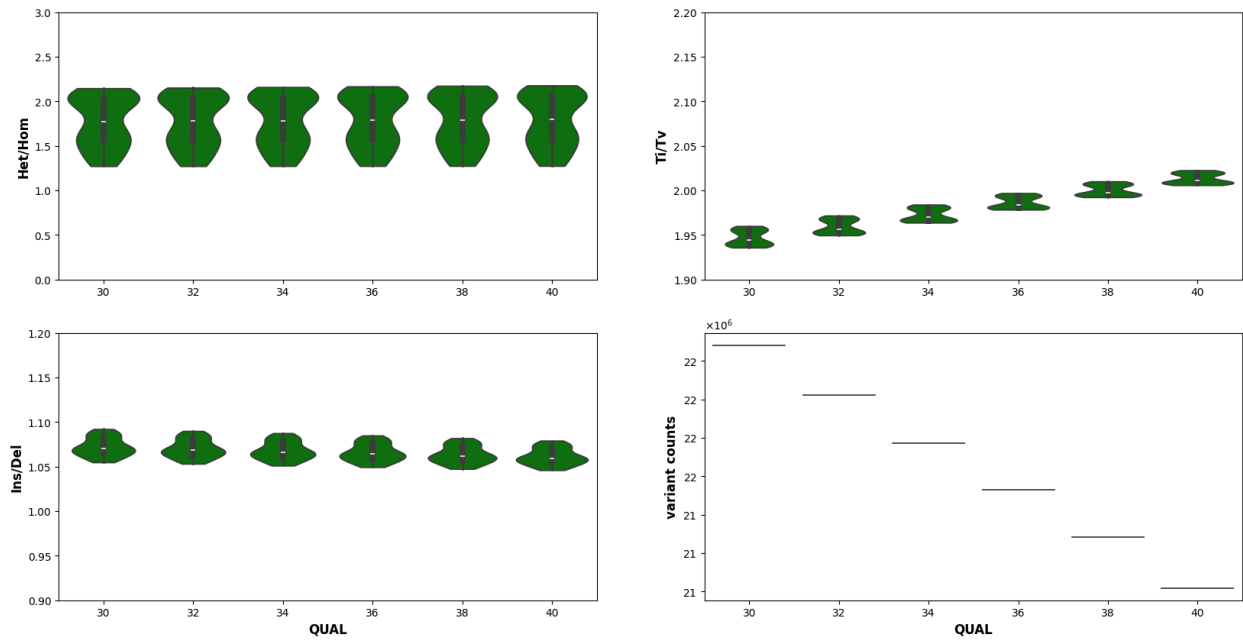 3.0
2.5
2.0
1.5
1.0
0.5
0.0
Het/Hom
30 32 34 36 38 40
2.20
2.15
2.10
2.05
2.00
1.95
1.90
Ti/Tv
30 32 34 36 38 40
1.20
1.15
1.10
1.05
1.00
0.95
0.90
Ins/Del
30 32 34 36 38 40
QUAL
×10⁶
22
22
22
22
21
21
21
variant counts
30 32 34 36 38 40
QUAL